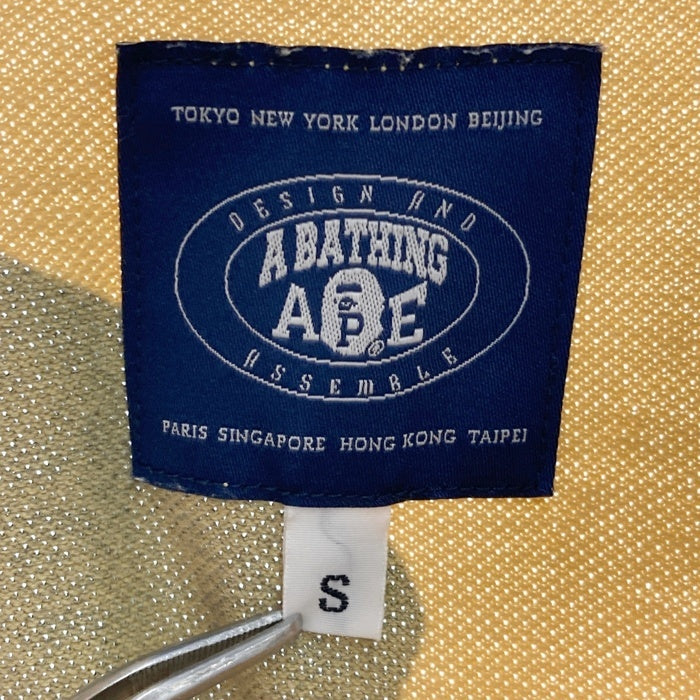 TOKYO NEW YORK LONDON BEIJING
DESIGN AND
A BATHING
APE®
ASSEMBLE
PARIS SINGAPORE HONG KONG TAIPEI
S